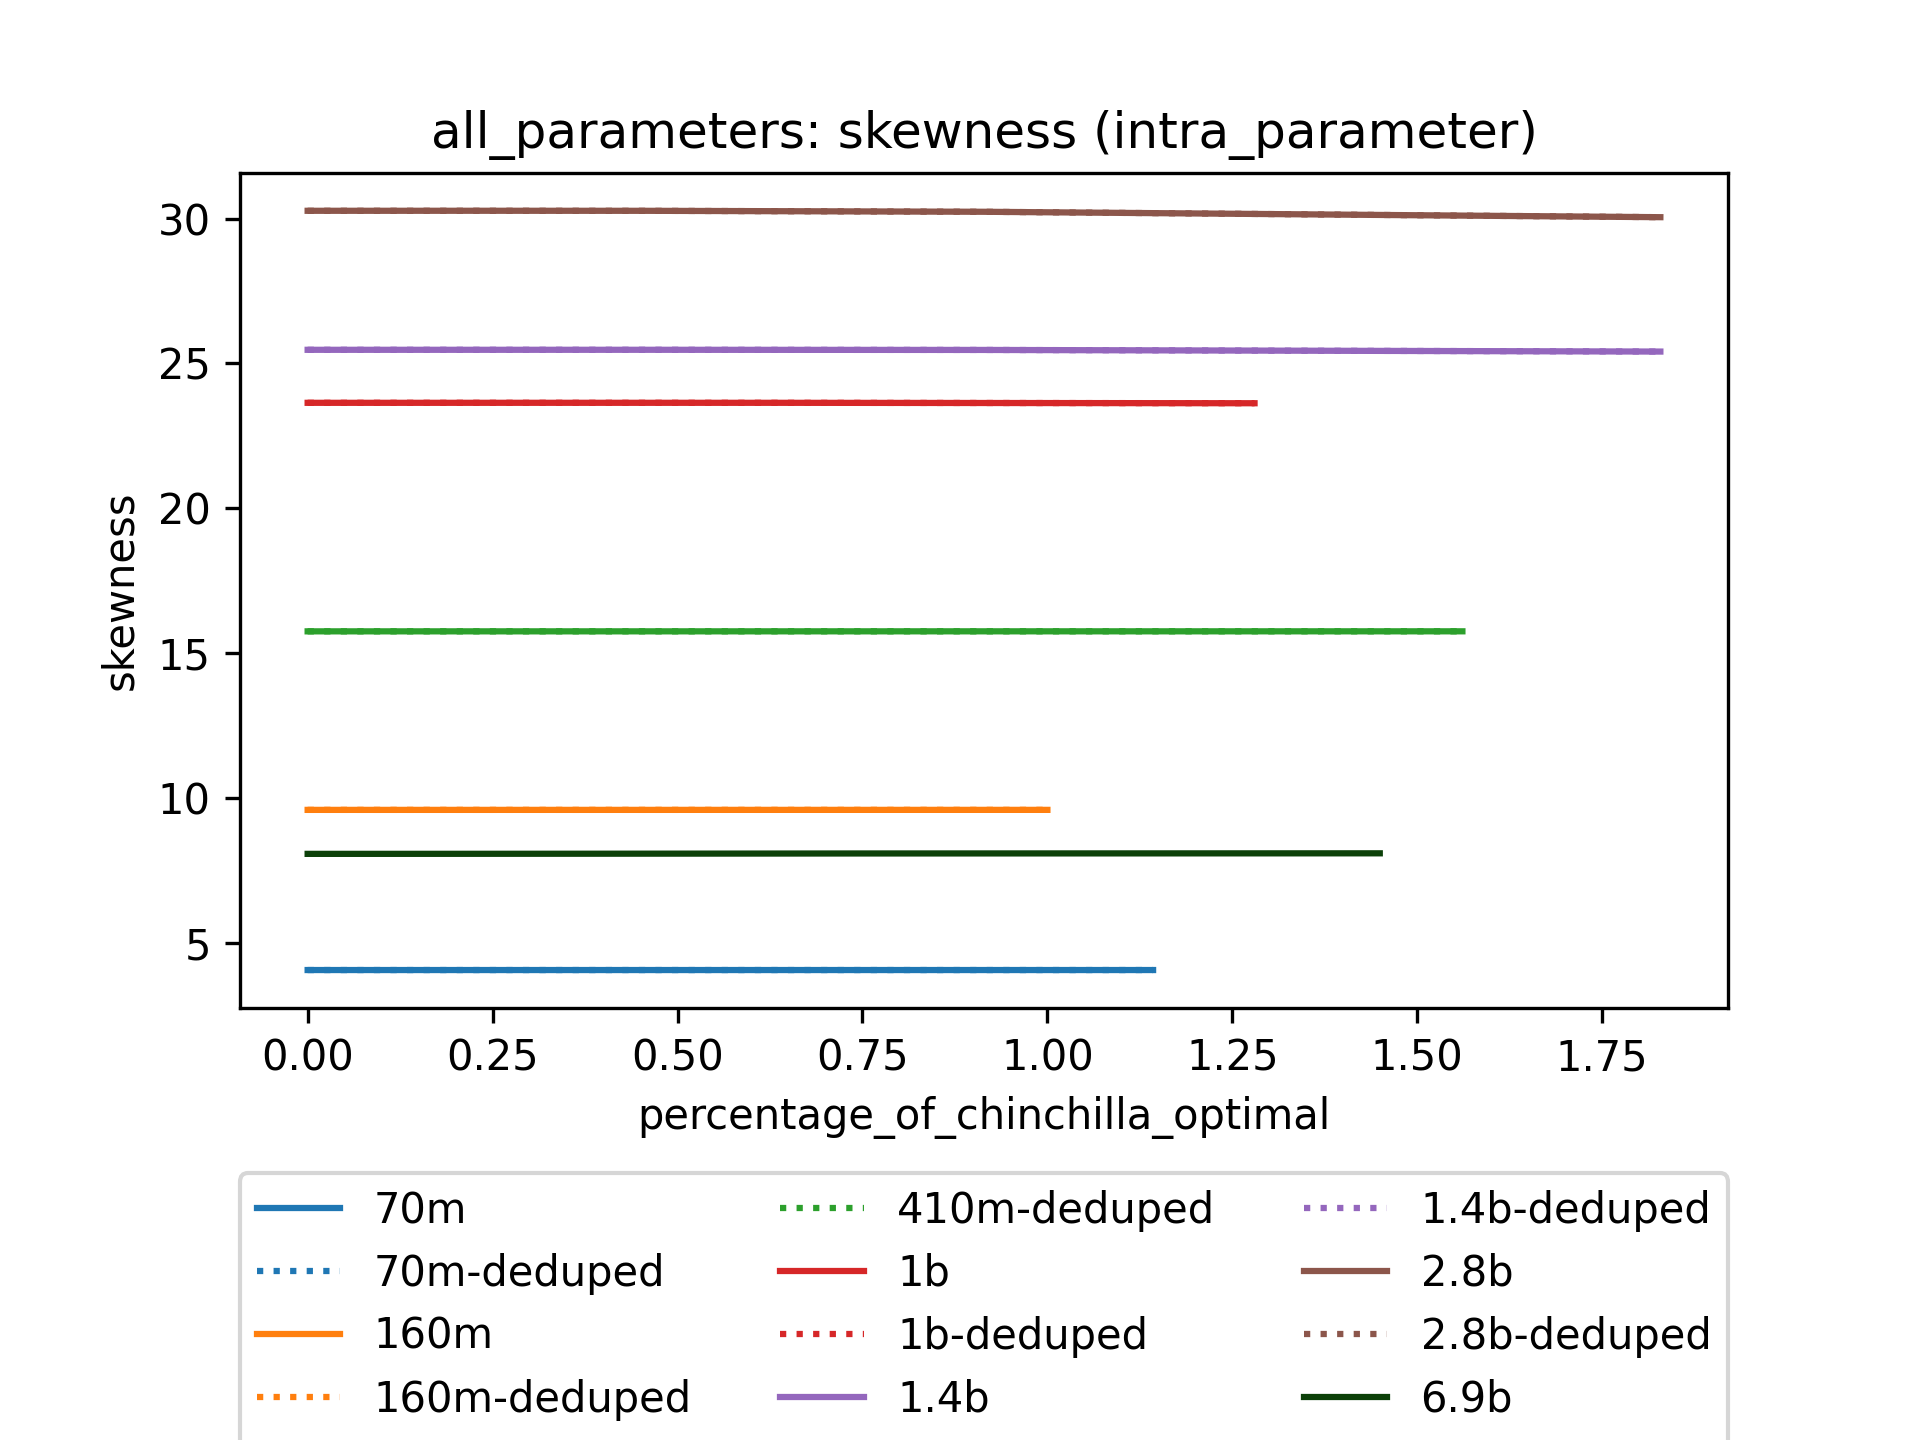 all_parameters: skewness (intra_parameter)
30
25
20
15
10
5
skewness
0.00 0.25 0.50 0.75 1.00 1.25 1.50 1.75
percentage_of_chinchilla_optimal
70m 410m-deduped 1.4b-deduped
70m-deduped 1b 2.8b
160m 1b-deduped 2.8b-deduped
160m-deduped 1.4b 6.9b